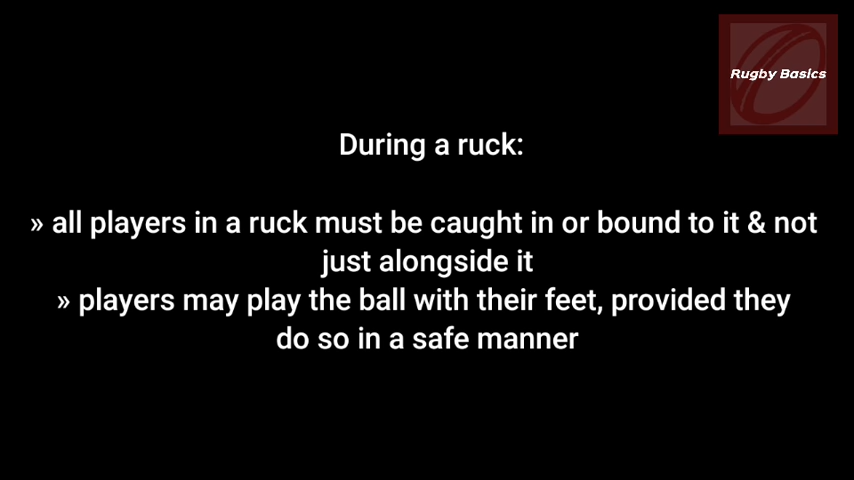 Rugby Basics
During a ruck:
» all players in a ruck must be caught in or bound to it & not
just alongside it
» players may play the ball with their feet, provided they
do so in a safe manner